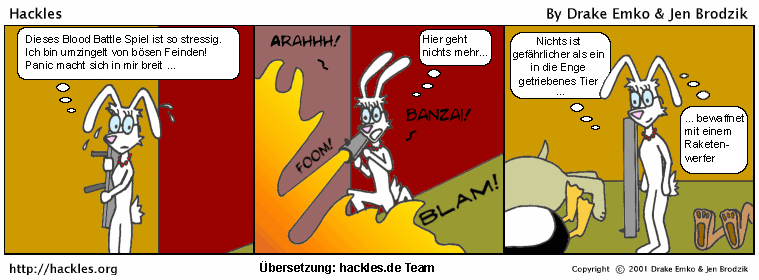 Hackles
By Drake Emko & Jen Brodzik
Dieses Blood Battle Spiel ist so stressig.
Ich bin umzingelt von bösen Feinden!
Panic macht sich in mir breit ...
ARAHHH!
Hier geht
nichts mehr...
BANZAI!
FOOM!
BLAM!
Nichts ist
gefährlicher als ein
in die Enge
getriebenes Tier
...
... bewaffnet
mit einem
Raketen-
werfer
http://hackles.org
Übersetzung: hackles.de Team
Copyright © 2001 Drake Emko & Jen Brodzik